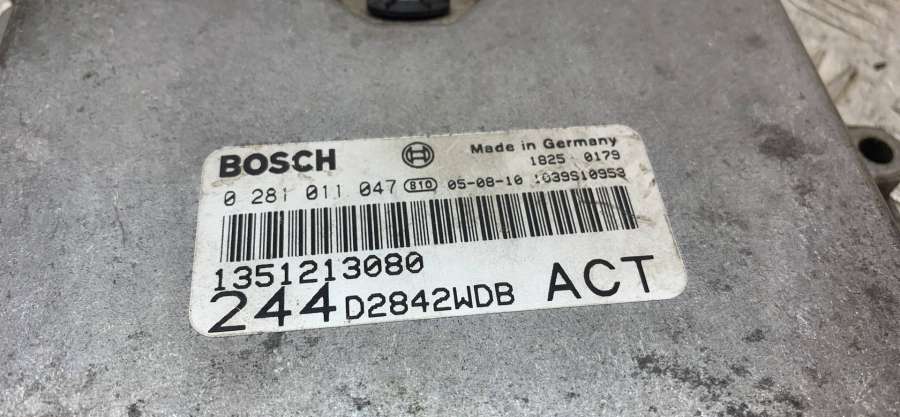 BOSCH Made in Germany
1825 0179
0 281 011 047 810 05-08-10 1039S10953
1351213080
244 D2842WDB ACT